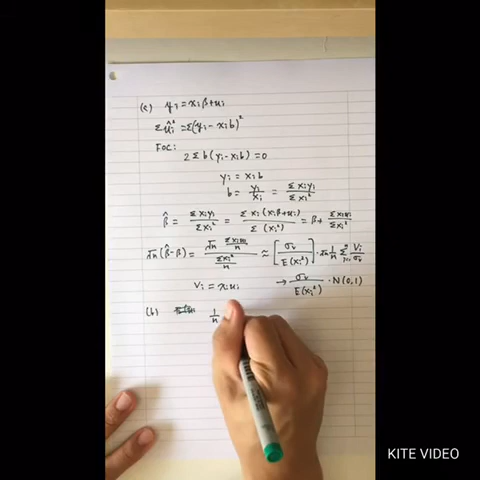 (c) yi = xiβ + ui
Σûi² = Σ(yi − xib)²
FOC:
2Σb(yi − xib) = 0
yi = xib
b = yi/xi = Σxiyi/Σxi²
β̂ = Σxiyi/Σxi² = Σxi(xiβ+ui)/Σ(xi²) = β + Σxiui/Σxi²
√n(β̂−β) = (√n Σxiui/n)/(Σxi²/n) ≈ [σv/E(xi²)] · √n 1/n Σⁿᵢ₌₁ Vi/σv
Vi = xiui → σv/E(xi²) · N(0,1)
(b) 1/n
KITE VIDEO